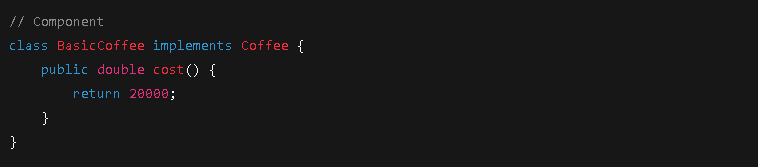 // Component
class BasicCoffee implements Coffee {
    public double cost() {
        return 20000;
    }
}